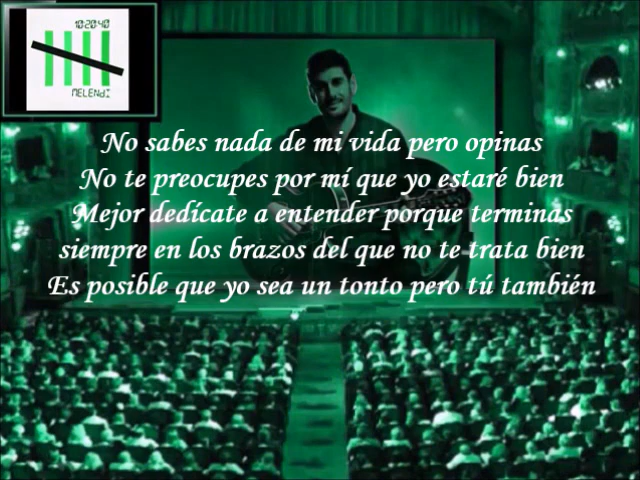 10:20:40
MELENDI
No sabes nada de mi vida pero opinas
No te preocupes por mí que yo estaré bien
Mejor dedícate a entender porque terminas
siempre en los brazos del que no te trata bien
Es posible que yo sea un tonto pero tú también